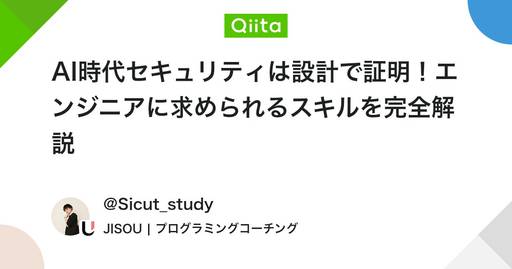 Qiita
AI時代セキュリティは設計で証明！エ
ンジニアに求められるスキルを完全解
説
@Sicut_study
JISOU | プログラミングコーチング